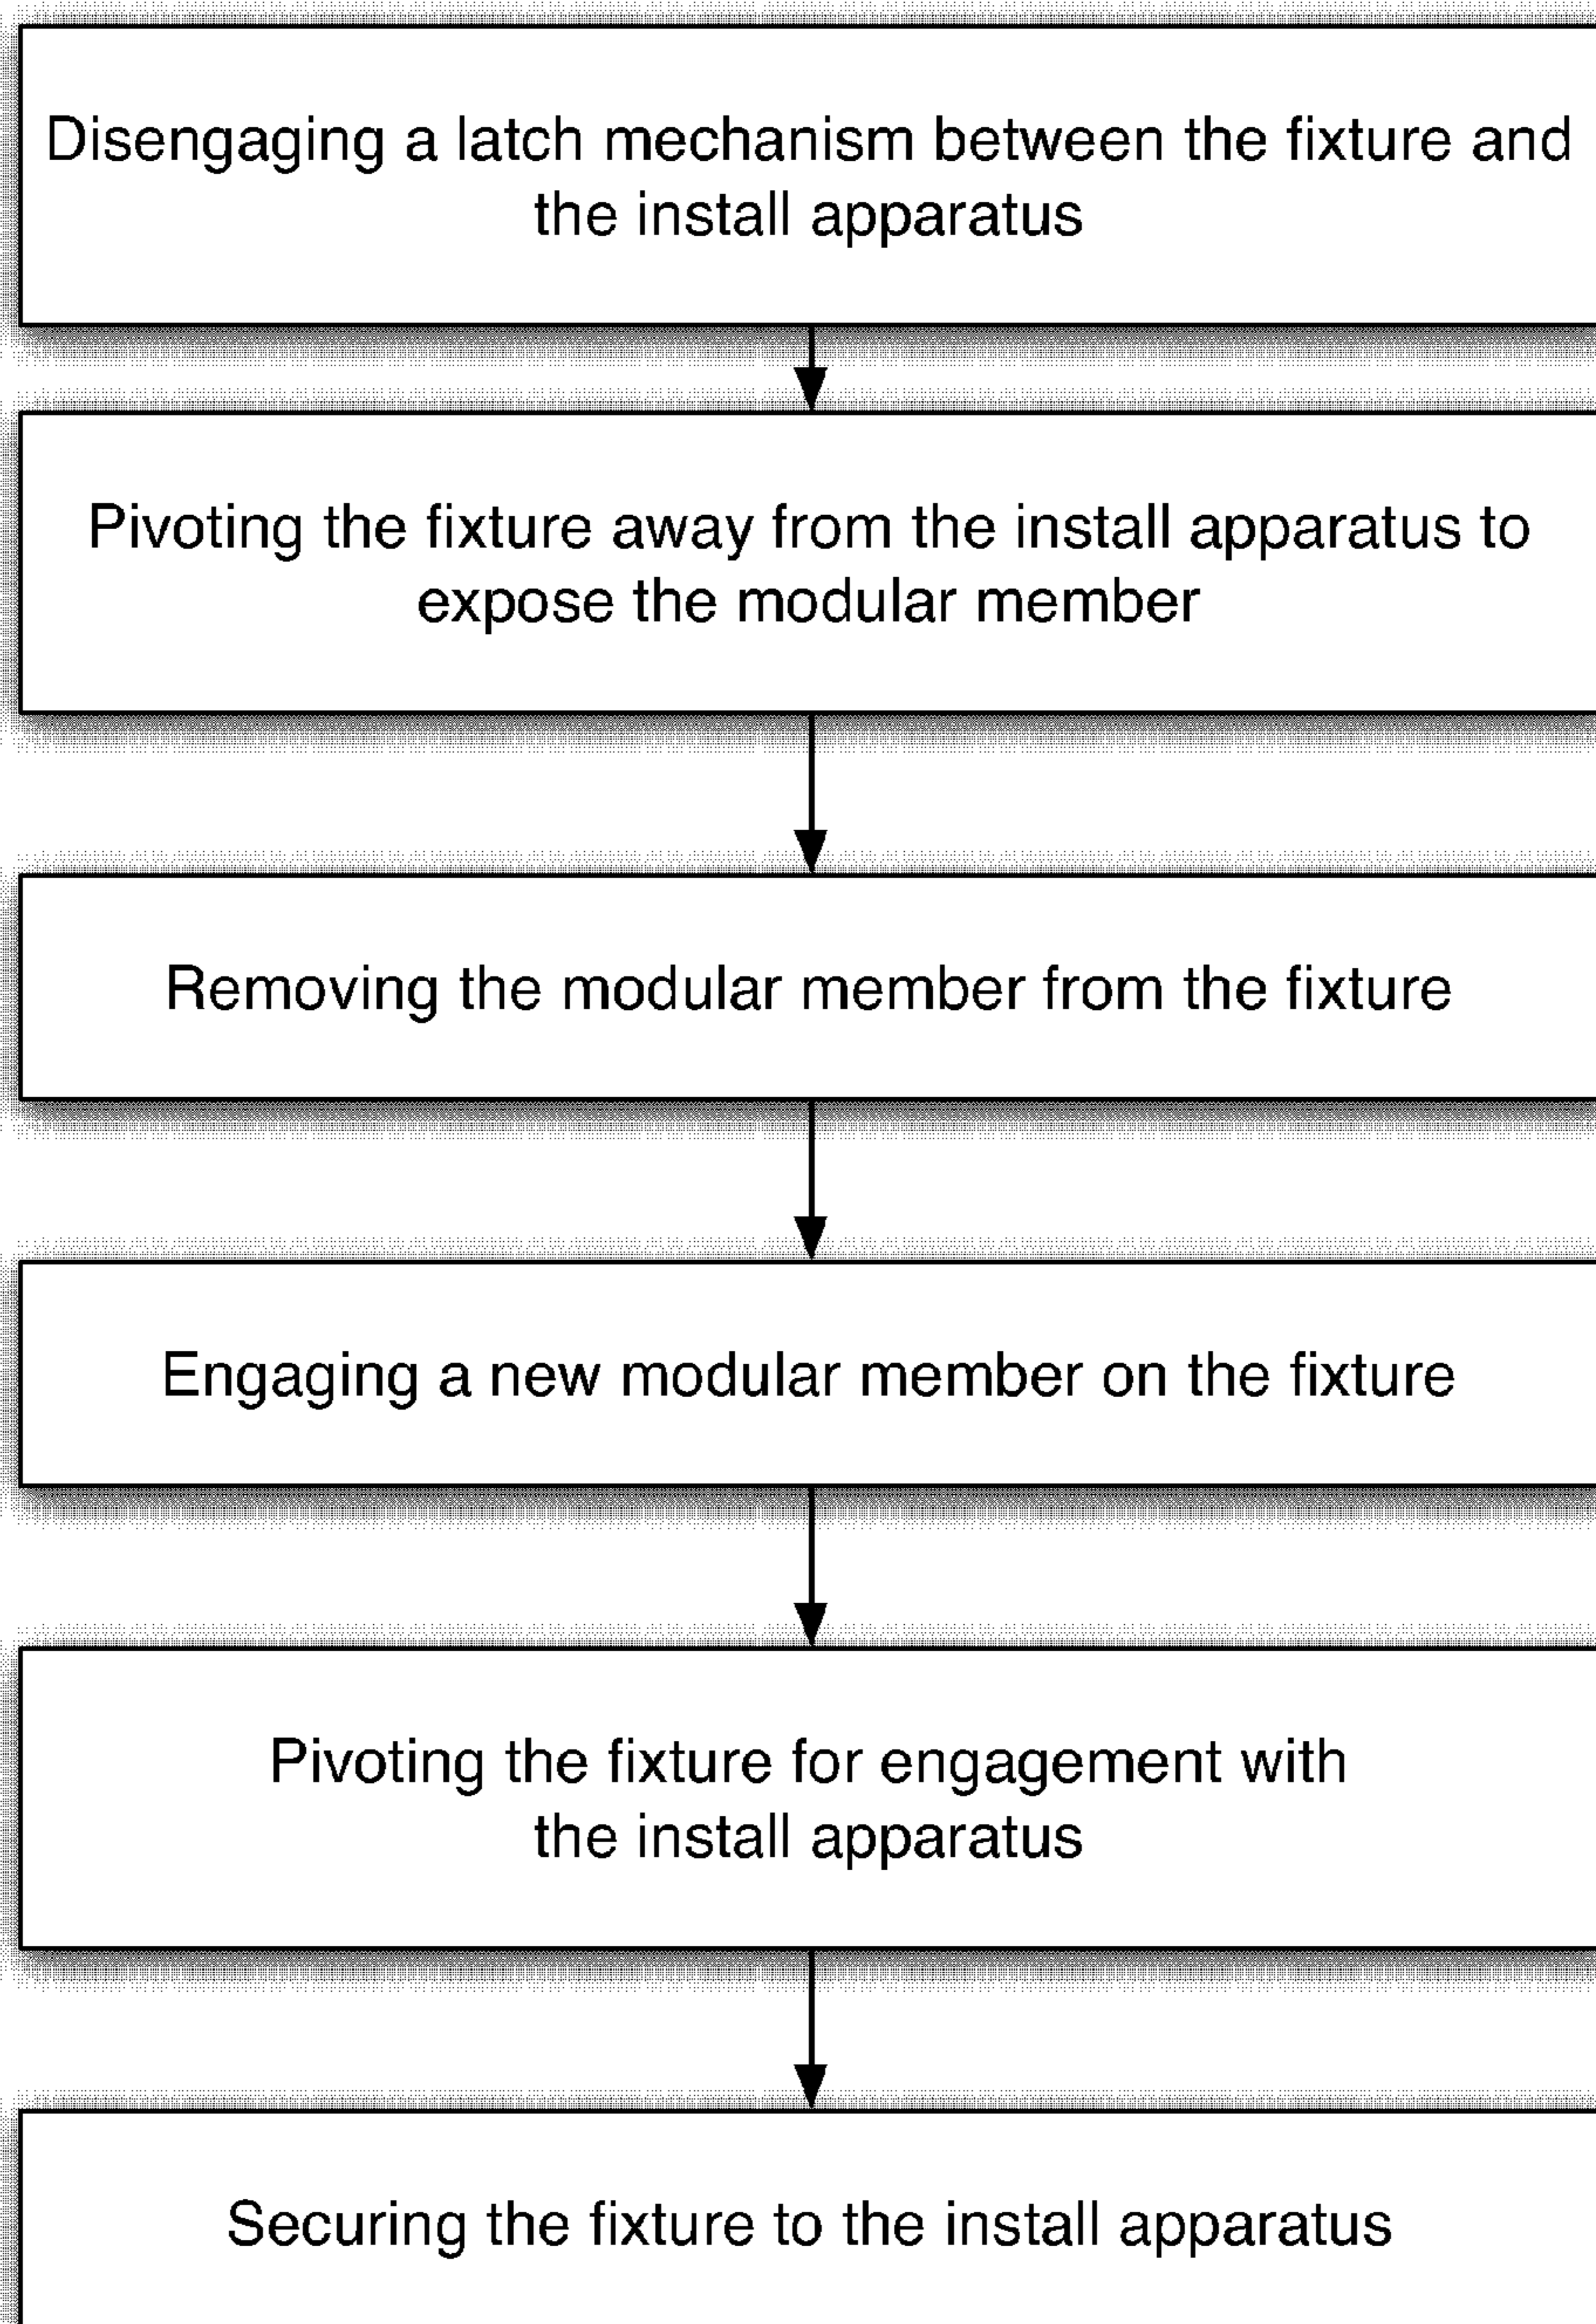 Disengaging a latch mechanism between the fixture and
the install apparatus
Pivoting the fixture away from the install apparatus to
expose the modular member
Removing the modular member from the fixture
Engaging a new modular member on the fixture
Pivoting the fixture for engagement with
the install apparatus
Securing the fixture to the install apparatus